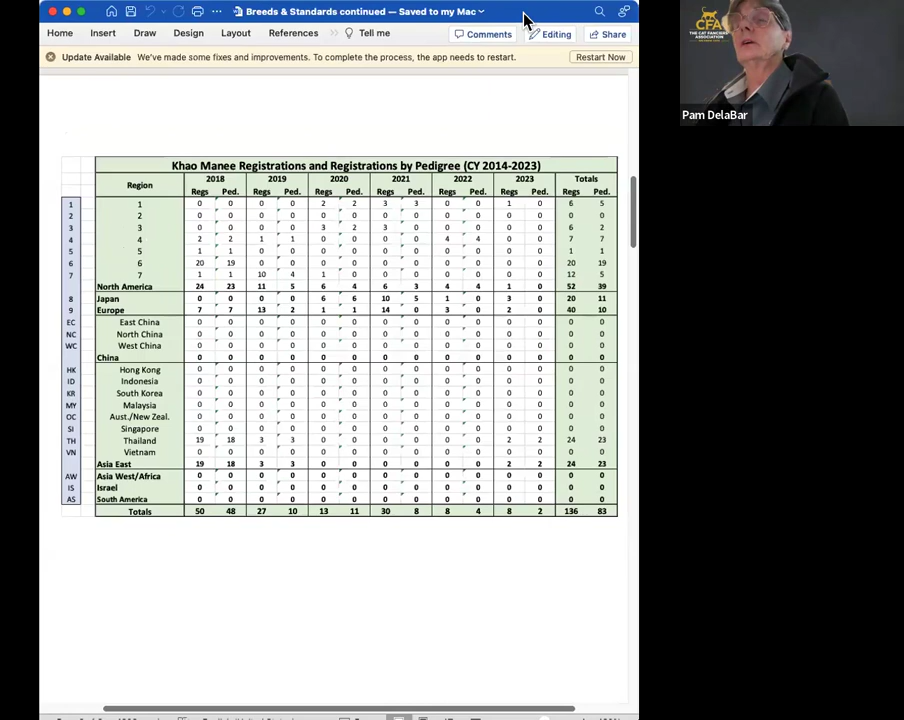 Breeds & Standards continued — Saved to my Mac
Home Insert Draw Design Layout References Tell me Comments Editing Share
Update Available We've made some fixes and improvements. To complete the process, the app needs to restart. Restart Now
CFA
THE CAT FANCIERS
ASSOCIATION
Pam DelaBar
Khao Manee Registrations and Registrations by Pedigree (CY 2014-2023)
Region 2018 2019 2020 2021 2022 2023 Totals
Regs Ped. Regs Ped. Regs Ped. Regs Ped. Regs Ped. Regs Ped. Regs Ped.
1 1 0 0 0 0 2 2 3 3 0 0 1 0 6 5
2 2 0 0 0 0 0 0 0 0 0 0 0 0 0 0
3 3 0 0 0 0 3 2 3 0 0 0 0 0 6 2
4 4 2 2 1 1 0 0 0 0 4 4 0 0 7 7
5 5 1 1 0 0 0 0 0 0 0 0 0 0 1 1
6 6 20 19 0 0 0 0 0 0 0 0 0 0 20 19
7 7 1 1 10 4 1 0 0 0 0 0 0 0 12 5
North America 24 23 11 5 6 4 6 3 4 4 1 0 52 39
8 Japan 0 0 0 0 6 6 10 5 1 0 3 0 20 11
9 Europe 7 7 13 2 1 1 14 0 3 0 2 0 40 10
EC East China 0 0 0 0 0 0 0 0 0 0 0 0 0 0
NC North China 0 0 0 0 0 0 0 0 0 0 0 0 0 0
WC West China 0 0 0 0 0 0 0 0 0 0 0 0 0 0
China 0 0 0 0 0 0 0 0 0 0 0 0 0 0
HK Hong Kong 0 0 0 0 0 0 0 0 0 0 0 0 0 0
ID Indonesia 0 0 0 0 0 0 0 0 0 0 0 0 0 0
KR South Korea 0 0 0 0 0 0 0 0 0 0 0 0 0 0
MY Malaysia 0 0 0 0 0 0 0 0 0 0 0 0 0 0
OC Aust./New Zeal. 0 0 0 0 0 0 0 0 0 0 0 0 0 0
SI Singapore 0 0 0 0 0 0 0 0 0 0 0 0 0 0
TH Thailand 19 18 3 3 0 0 0 0 0 0 2 2 24 23
VN Vietnam 0 0 0 0 0 0 0 0 0 0 0 0 0 0
Asia East 19 18 3 3 0 0 0 0 0 0 2 2 24 23
AW Asia West/Africa 0 0 0 0 0 0 0 0 0 0 0 0 0 0
IS Israel 0 0 0 0 0 0 0 0 0 0 0 0 0 0
AS South America 0 0 0 0 0 0 0 0 0 0 0 0 0 0
Totals 50 48 27 10 13 11 30 8 8 4 8 2 136 83